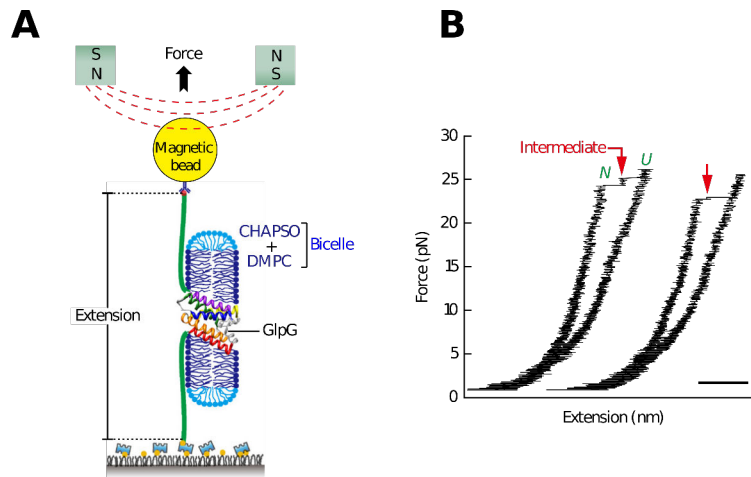 A
B
S
N
Force
N
S
Magnetic
bead
CHAPSO
+
DMPC
Bicelle
Extension
GlpG
30
25
20
15
10
5
0
Force (pN)
Intermediate
N
U
Extension (nm)